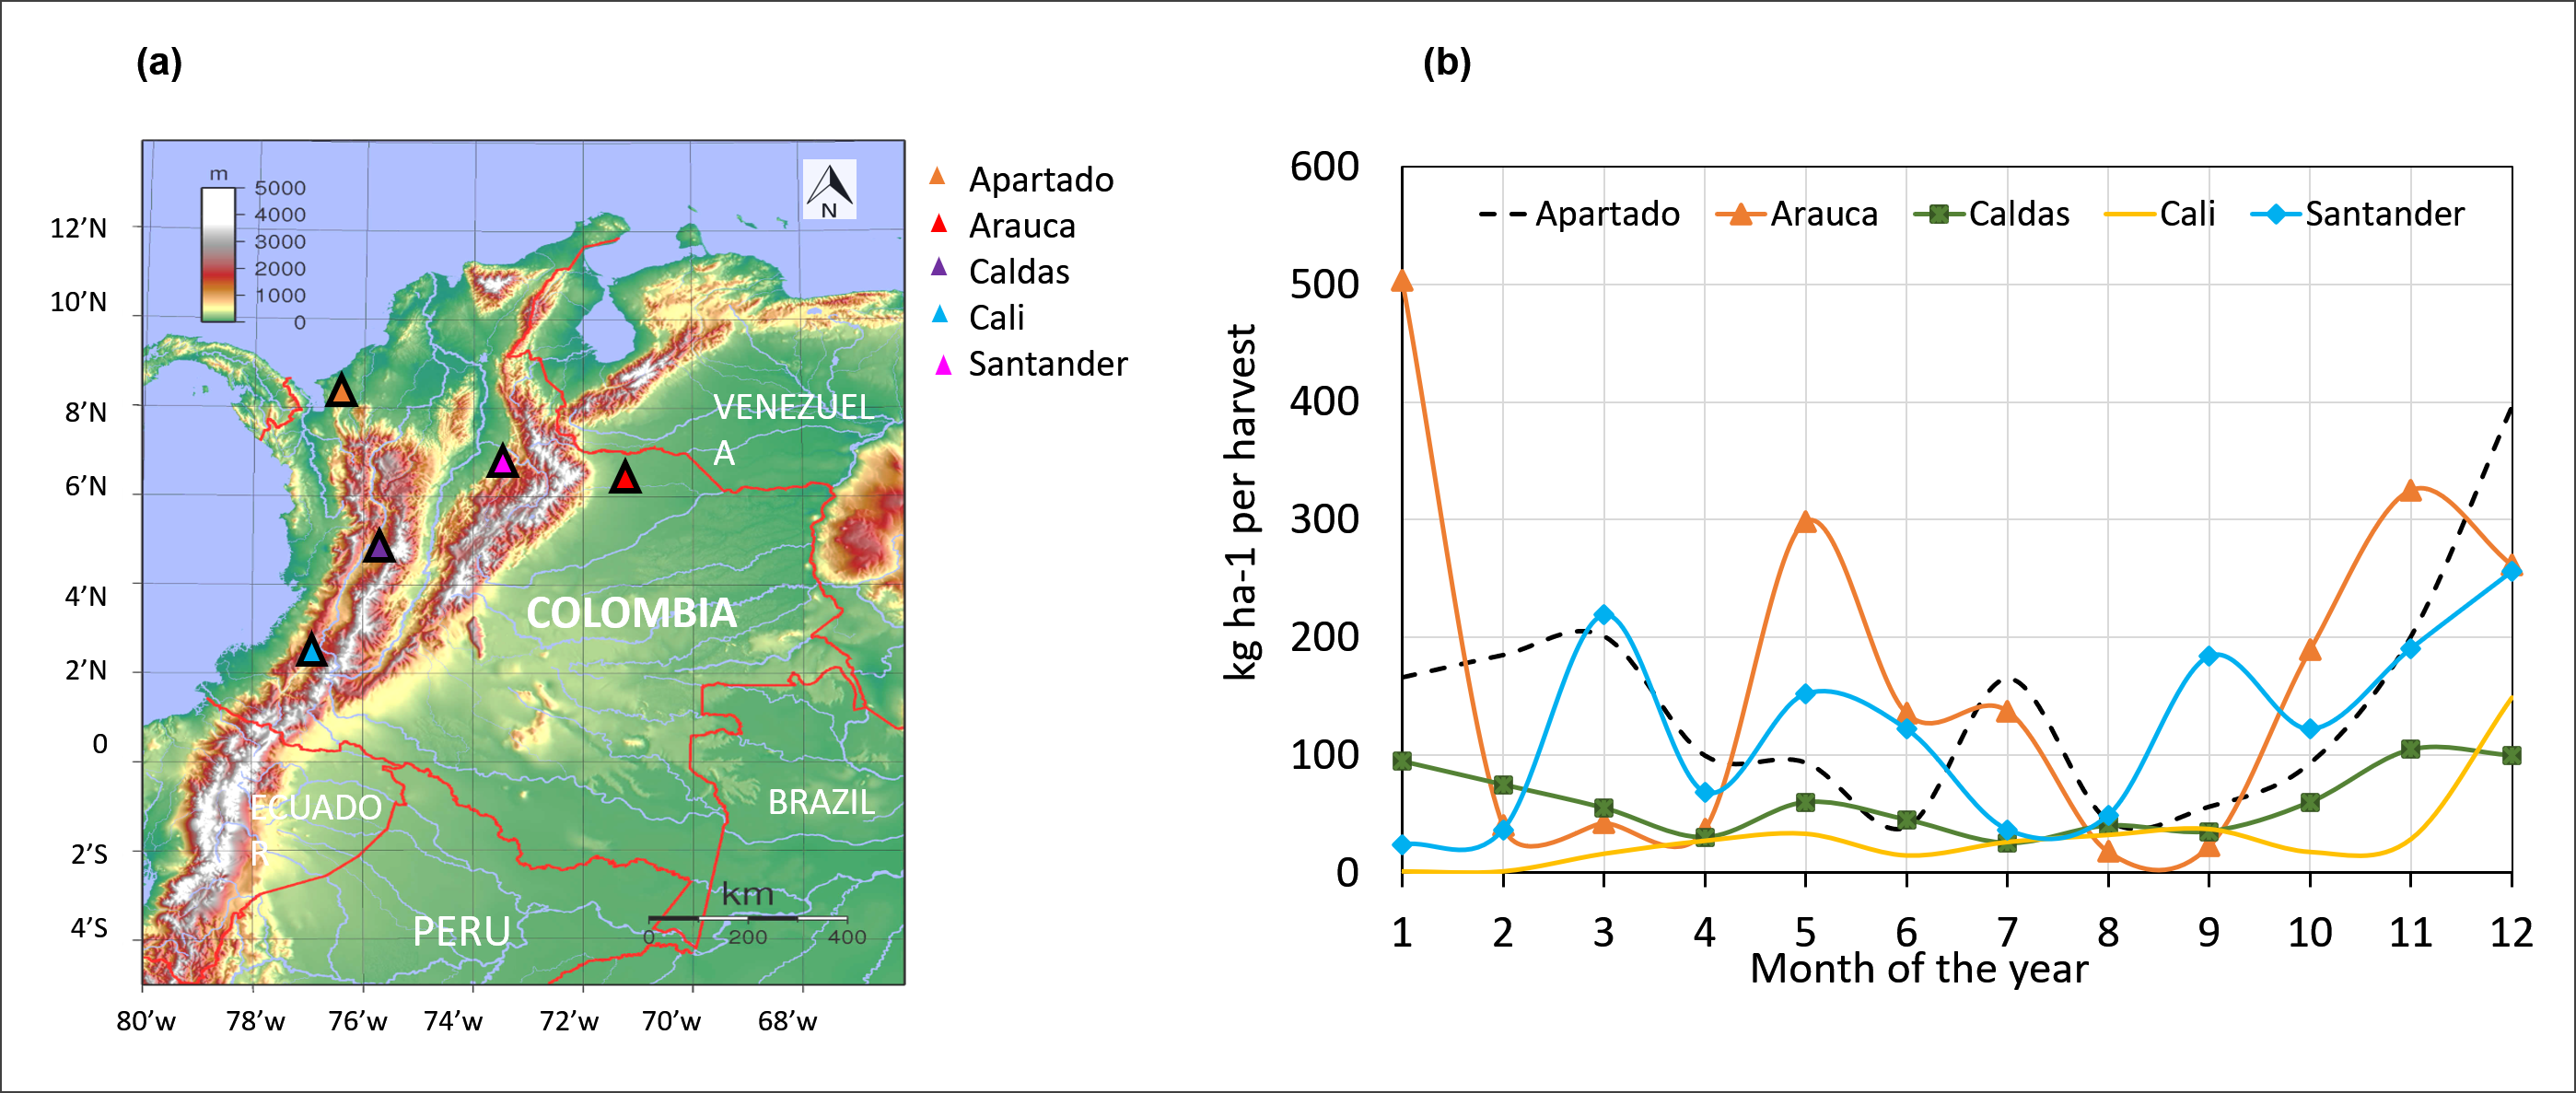 (a)
m
5000
4000
3000
2000
1000
0
N
12’N
10’N
8’N
6’N
4’N
2’N
0
2’S
4’S
VENEZUEL
A
COLOMBIA
ECUADO
R
BRAZIL
PERU
km
0 200 400
80’w 78’w 76’w 74’w 72’w 70’w 68’w
Apartado
Arauca
Caldas
Cali
Santander
(b)
Apartado Arauca Caldas Cali Santander
kg ha-1 per harvest
600
500
400
300
200
100
0
1 2 3 4 5 6 7 8 9 10 11 12
Month of the year